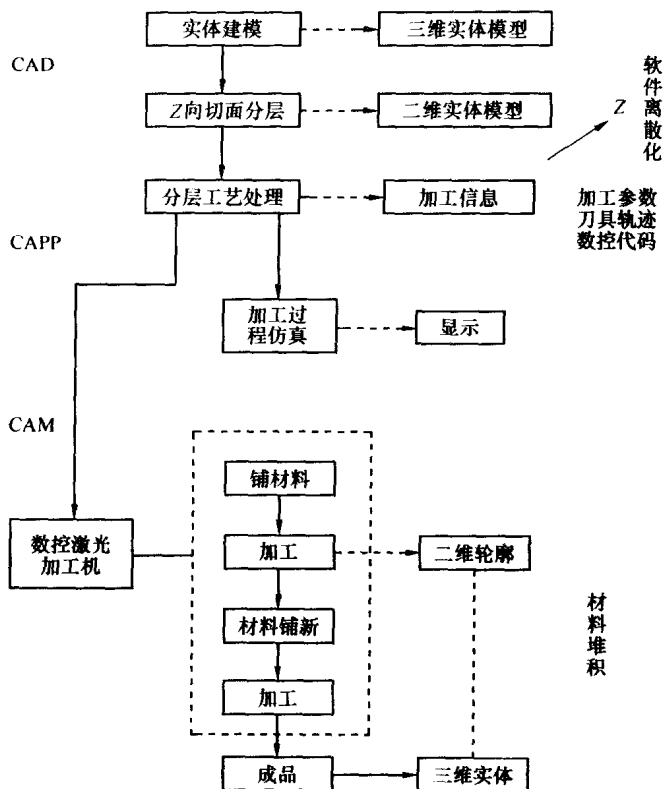 实体建模
三维实体模型
CAD
Z向切面分层
二维实体模型
Z
软件离散化
分层工艺处理
加工信息
加工参数
刀具轨迹
数控代码
CAPP
加工过
程仿真
显示
CAM
铺材料
数控激光
加工机
加工
二维轮廓
材料铺新
材料堆积
加工
成品
三维实体